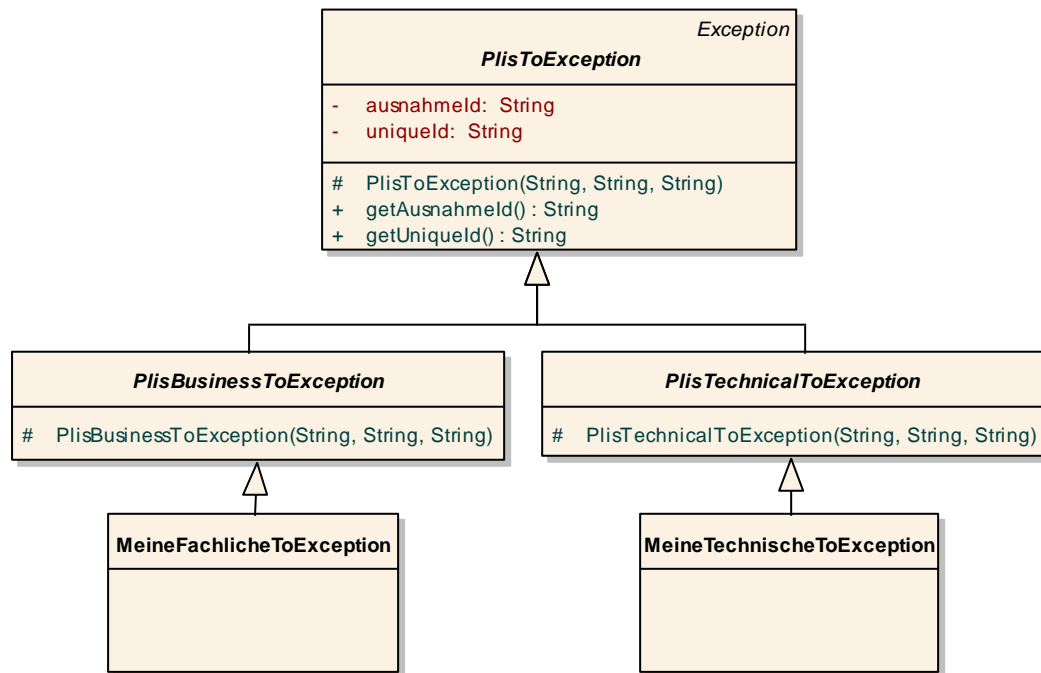 Exception
PlisToException
- ausnahmeId: String
- uniqueId: String
# PlisToException(String, String, String)
+ getAusnahmeId() : String
+ getUniqueId() : String
PlisBusinessToException
# PlisBusinessToException(String, String, String)
PlisTechnicalToException
# PlisTechnicalToException(String, String, String)
MeineFachlicheToException
MeineTechnischeToException